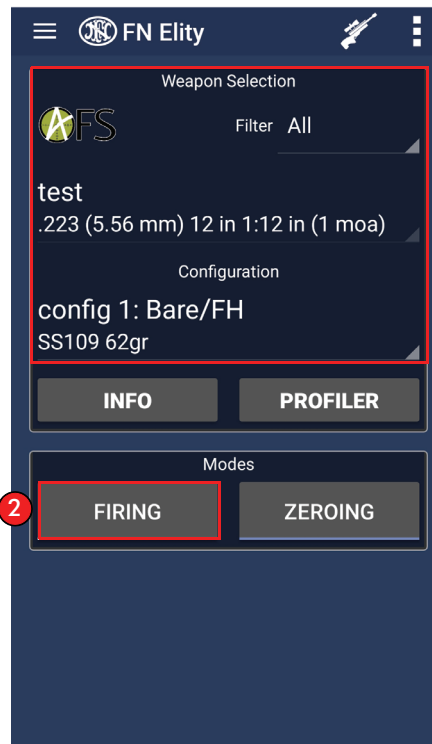 FN Elity
Weapon Selection
AFS
Filter All
test
.223 (5.56 mm) 12 in 1:12 in (1 moa)
Configuration
config 1: Bare/FH
SS109 62gr
INFO PROFILER
Modes
2 FIRING ZEROING